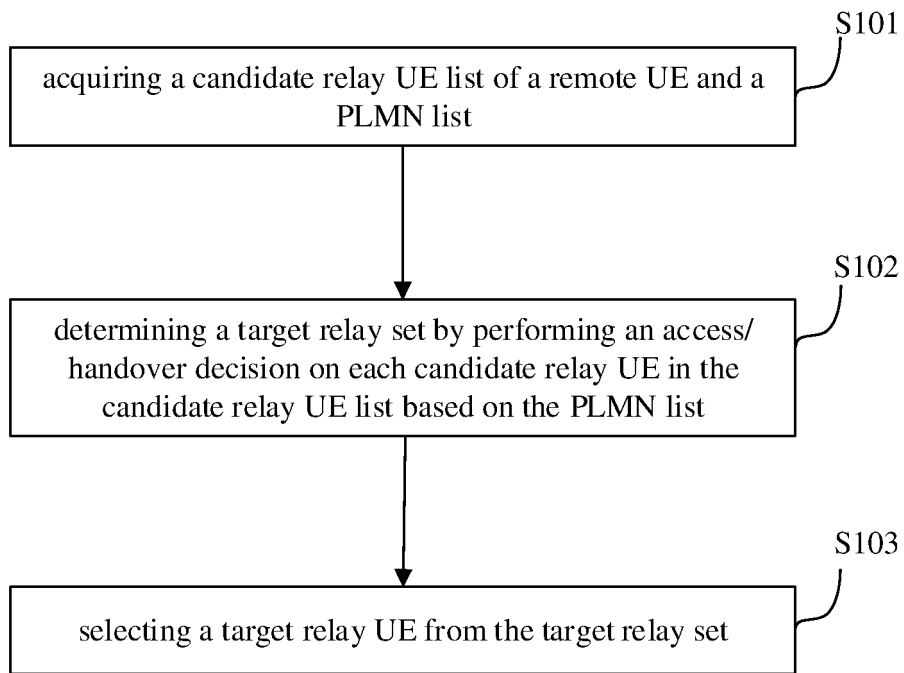 S101
acquiring a candidate relay UE list of a remote UE and a
PLMN list
S102
determining a target relay set by performing an access/
handover decision on each candidate relay UE in the
candidate relay UE list based on the PLMN list
S103
selecting a target relay UE from the target relay set